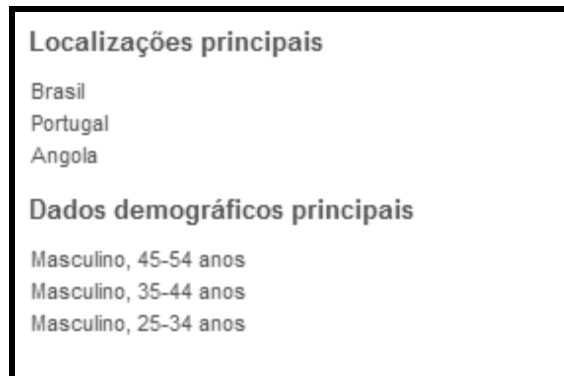 Localizações principais
Brasil
Portugal
Angola
Dados demográficos principais
Masculino, 45-54 anos
Masculino, 35-44 anos
Masculino, 25-34 anos